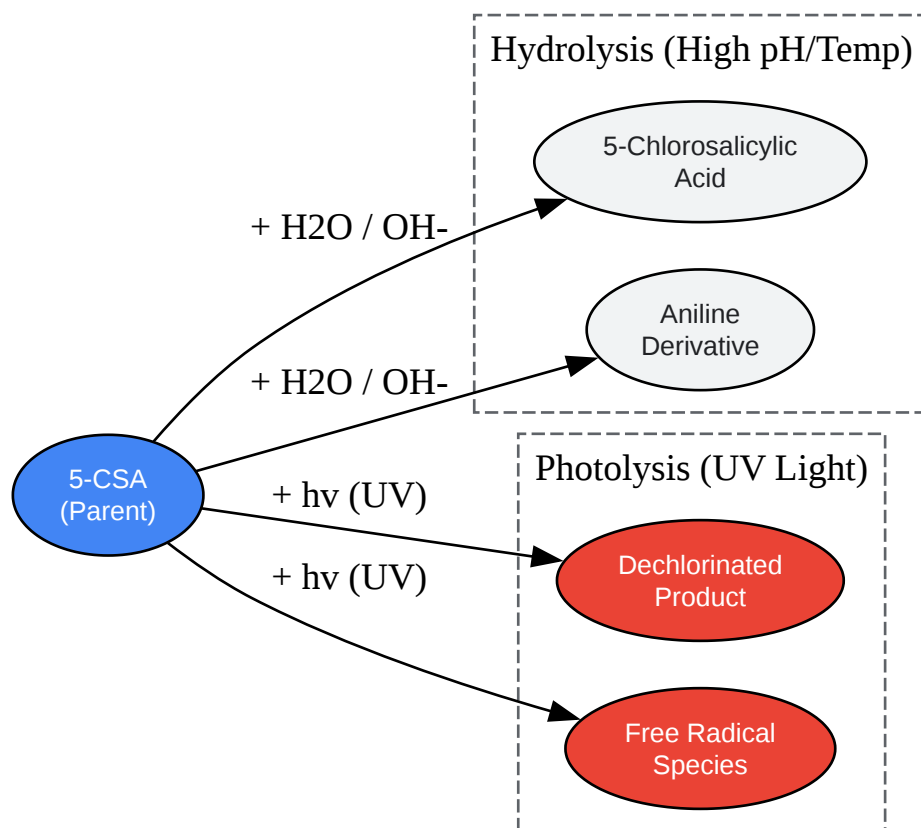 Hydrolysis (High pH/Temp)
5-Chlorosalicylic
Acid
+ H2O / OH-
Aniline
Derivative
+ H2O / OH-
5-CSA
(Parent)
Photolysis (UV Light)
+ hv (UV)
Dechlorinated
Product
+ hv (UV)
Free Radical
Species